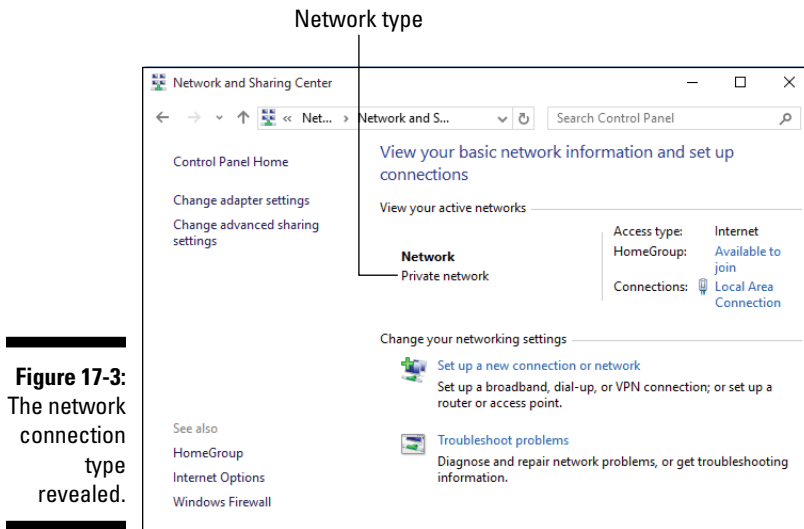 Network type
Network and Sharing Center
« Net... › Network and S...
Search Control Panel
Control Panel Home
Change adapter settings
Change advanced sharing
settings
View your basic network information and set up
connections
View your active networks
Network
Private network
Access type: Internet
HomeGroup: Available to
join
Connections: Local Area
Connection
Change your networking settings
Set up a new connection or network
Set up a broadband, dial-up, or VPN connection; or set up a
router or access point.
Troubleshoot problems
Diagnose and repair network problems, or get troubleshooting
information.
See also
HomeGroup
Internet Options
Windows Firewall
Figure 17-3:
The network
connection
type
revealed.